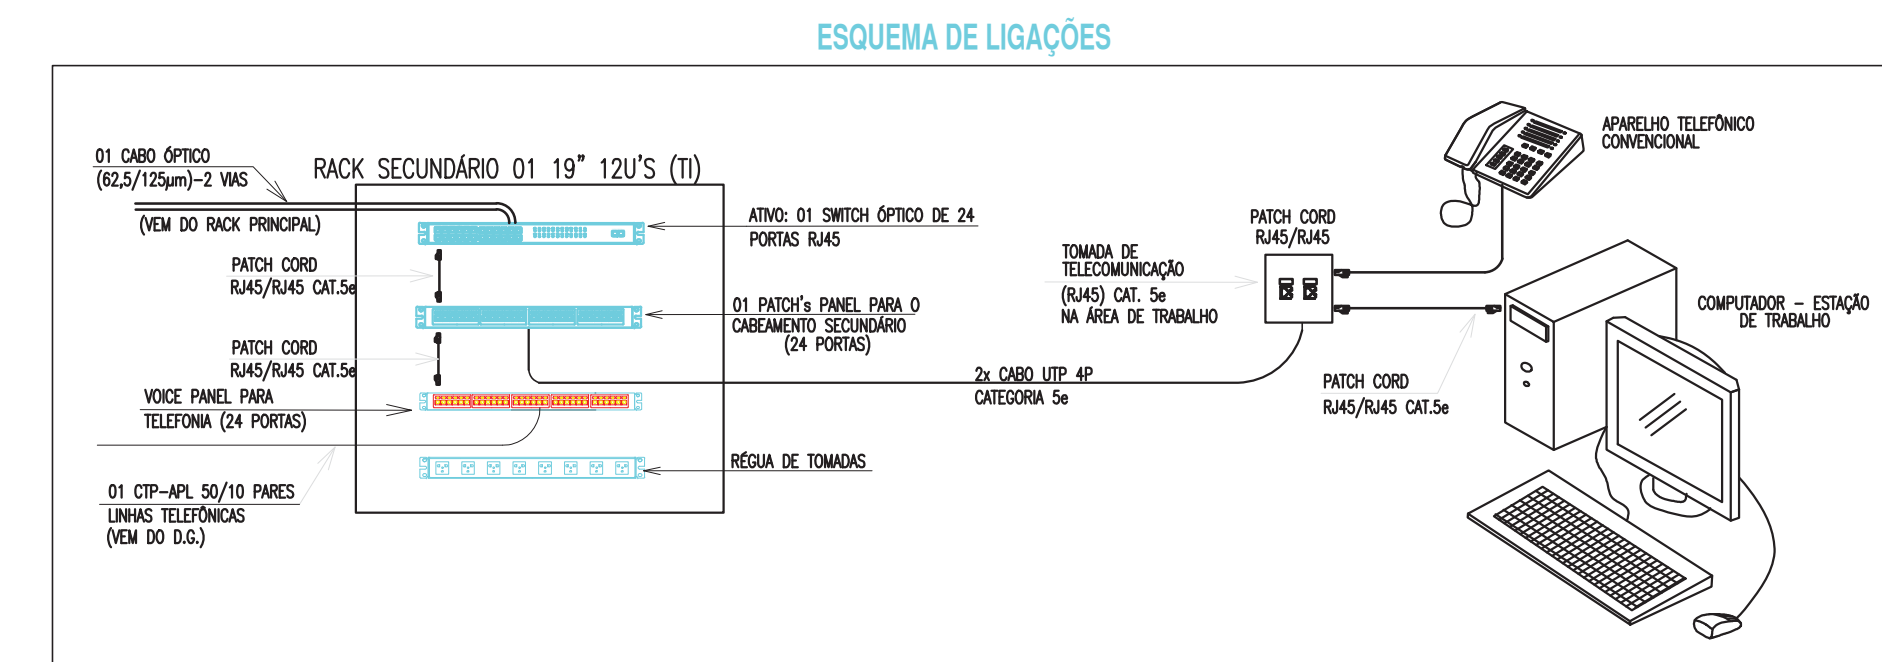 ESQUEMA DE LIGAÇÕES
01 CABO ÓPTICO
(62,5/125µm)-2 VIAS
(VEM DO RACK PRINCIPAL)
RACK SECUNDÁRIO 01 19” 12U'S (TI)
ATIVO: 01 SWITCH ÓPTICO DE 24
PORTAS RJ45
PATCH CORD
RJ45/RJ45 CAT.5e
01 PATCH's PANEL PARA O
CABEAMENTO SECUNDÁRIO
(24 PORTAS)
PATCH CORD
RJ45/RJ45 CAT.5e
VOICE PANEL PARA
TELEFONIA (24 PORTAS)
RÉGUA DE TOMADAS
01 CTP-APL 50/10 PARES
LINHAS TELEFÔNICAS
(VEM DO D.G.)
2x CABO UTP 4P
CATEGORIA 5e
TOMADA DE
TELECOMUNICAÇÃO
(RJ45) CAT. 5e
NA ÁREA DE TRABALHO
PATCH CORD
RJ45/RJ45
APARELHO TELEFÔNICO
CONVENCIONAL
COMPUTADOR - ESTAÇÃO
DE TRABALHO
PATCH CORD
RJ45/RJ45 CAT.5e